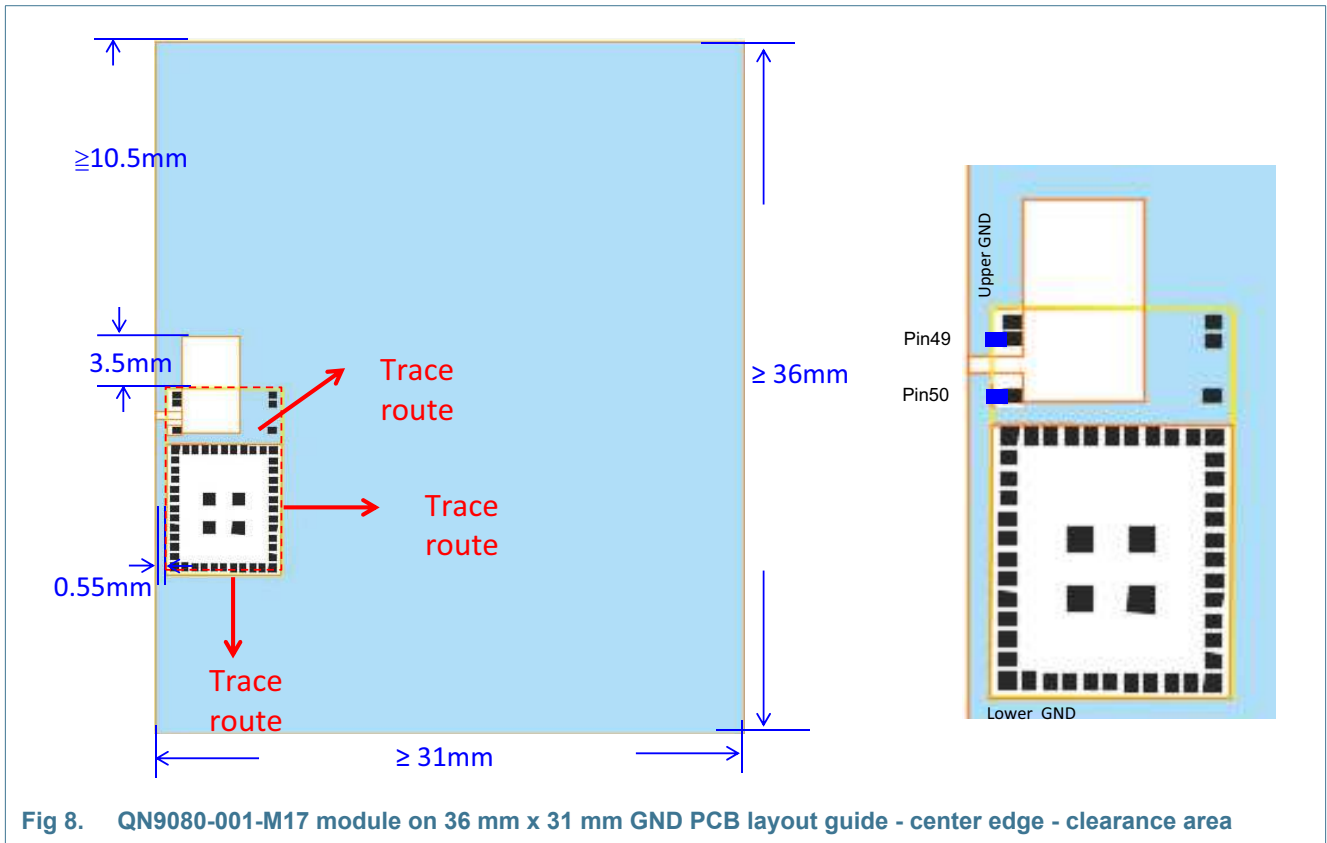 ≧10.5mm
3.5mm
Trace
route
≥ 36mm
Trace
route
0.55mm
Trace
route
≥ 31mm
Upper GND
Pin49
Pin50
Lower GND
Fig 8. QN9080-001-M17 module on 36 mm x 31 mm GND PCB layout guide - center edge - clearance area